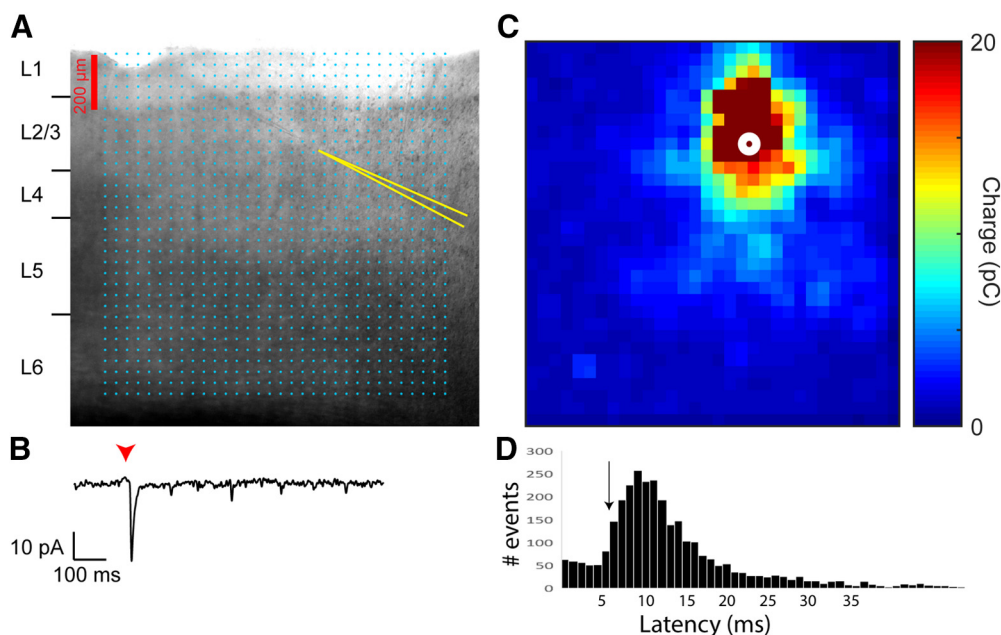 A
L1
200 µm
L2/3
L4
L5
L6
B
10 pA
100 ms
C
20
Charge (pC)
0
D
300
250
200
150
100
50
0
# events
5 10 15 20 25 30 35
Latency (ms)